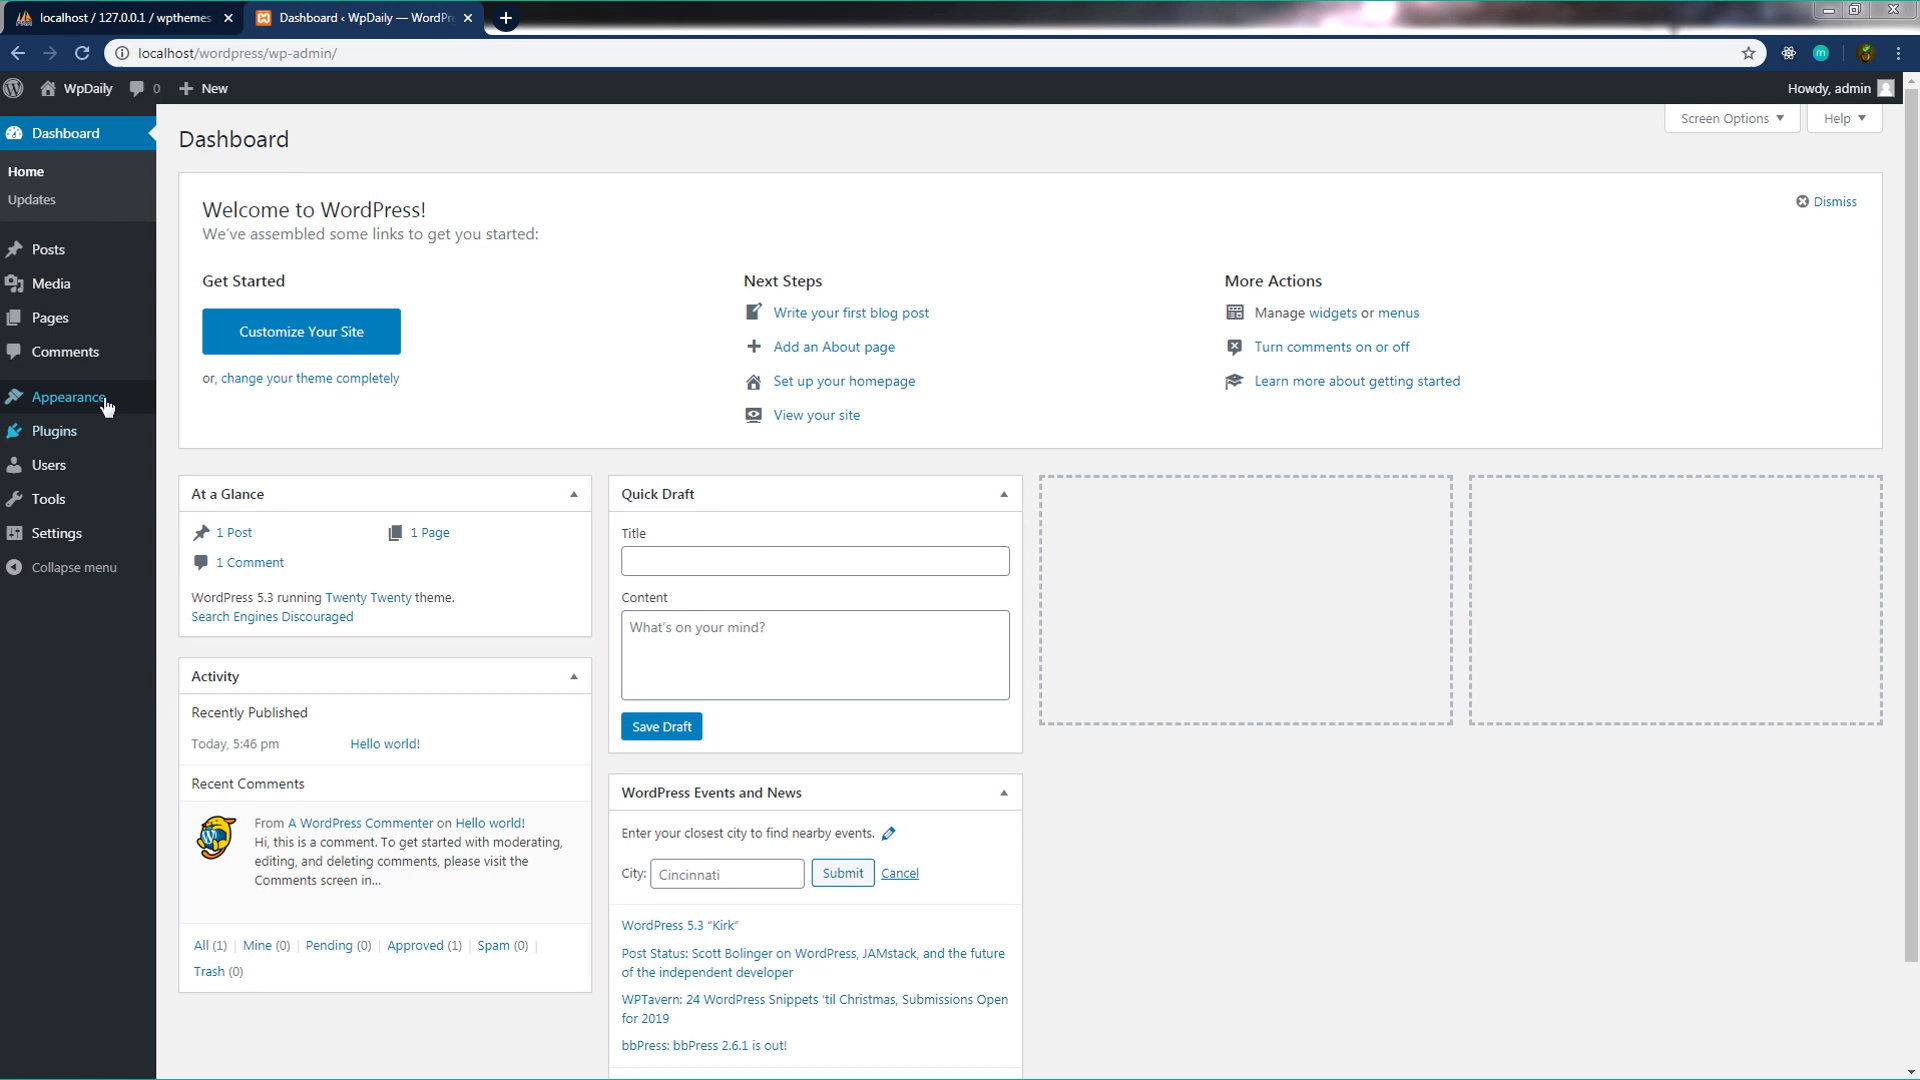 localhost / 127.0.0.1 / wpthemes
Dashboard ‹ WpDaily — WordPre
localhost/wordpress/wp-admin/
WpDaily
0
New
Howdy, admin
Dashboard
Home
Updates
Posts
Media
Pages
Comments
Appearance
Plugins
Users
Tools
Settings
Collapse menu
Dashboard
Screen Options
Help
Welcome to WordPress!
We've assembled some links to get you started:
Dismiss
Get Started
Customize Your Site
or, change your theme completely
Next Steps
Write your first blog post
Add an About page
Set up your homepage
View your site
More Actions
Manage widgets or menus
Turn comments on or off
Learn more about getting started
At a Glance
1 Post
1 Page
1 Comment
WordPress 5.3 running Twenty Twenty theme.
Search Engines Discouraged
Activity
Recently Published
Today, 5:46 pm
Hello world!
Recent Comments
From A WordPress Commenter on Hello world!
Hi, this is a comment. To get started with moderating,
editing, and deleting comments, please visit the
Comments screen in...
All (1) | Mine (0) | Pending (0) | Approved (1) | Spam (0) |
Trash (0)
Quick Draft
Title
Content
What's on your mind?
Save Draft
WordPress Events and News
Enter your closest city to find nearby events.
City:
Cincinnati
Submit
Cancel
WordPress 5.3 “Kirk”
Post Status: Scott Bolinger on WordPress, JAMstack, and the future
of the independent developer
WPTavern: 24 WordPress Snippets ’til Christmas, Submissions Open
for 2019
bbPress: bbPress 2.6.1 is out!